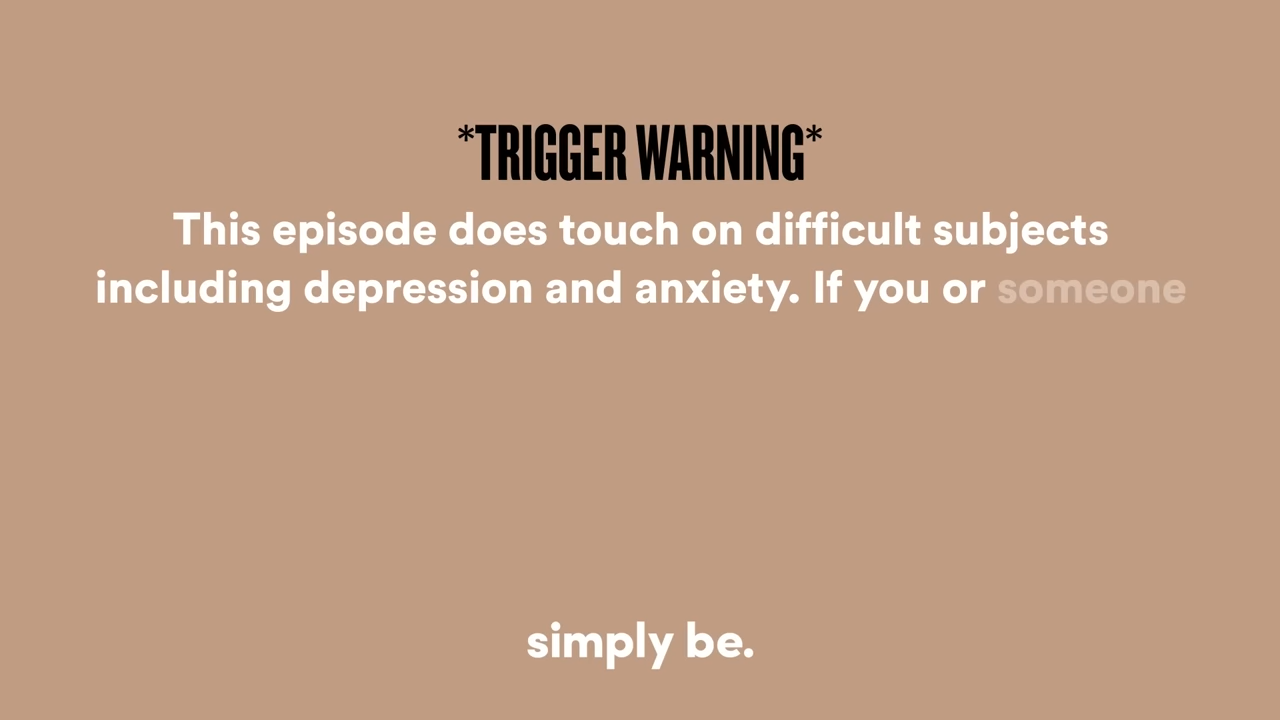 *TRIGGER WARNING*
This episode does touch on difficult subjects
including depression and anxiety. If you or someone
simply be.